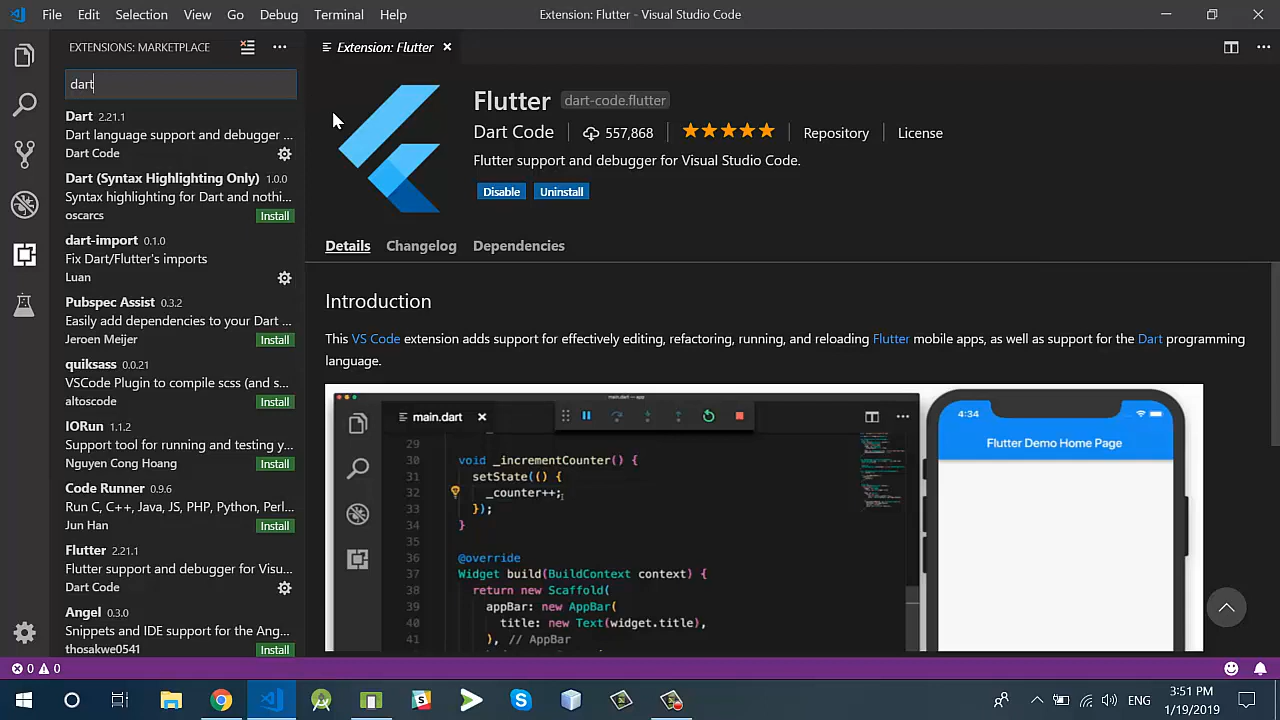 File Edit Selection View Go Debug Terminal Help Extension: Flutter - Visual Studio Code
EXTENSIONS: MARKETPLACE
Extension: Flutter
dart
Dart 2.21.1
Dart language support and debugger ...
Dart Code
Dart (Syntax Highlighting Only) 1.0.0
Syntax highlighting for Dart and nothi...
oscarcs Install
dart-import 0.1.0
Fix Dart/Flutter's imports
Luan
Pubspec Assist 0.3.2
Easily add dependencies to your Dart ...
Jeroen Meijer Install
quiksass 0.0.21
VSCode Plugin to compile scss (and s...
altoscode Install
IORun 1.1.2
Support tool for running and testing y...
Nguyen Cong Hoang Install
Code Runner 0.9.6
Run C, C++, Java, JS, PHP, Python, Perl...
Jun Han Install
Flutter 2.21.1
Flutter support and debugger for Visu...
Dart Code
Angel 0.3.0
Snippets and IDE support for the Ang...
thosakwe0541 Install
Flutter dart-code.flutter
Dart Code 557,868 Repository License
Flutter support and debugger for Visual Studio Code.
Disable Uninstall
Details Changelog Dependencies
Introduction
This VS Code extension adds support for effectively editing, refactoring, running, and reloading Flutter mobile apps, as well as support for the Dart programming
language.
main.dart — app
main.dart
29
30 void _incrementCounter() {
31 setState(() {
32 _counter++;
33 });
34 }
35
36 @override
37 Widget build(BuildContext context) {
38 return new Scaffold(
39 appBar: new AppBar(
40 title: new Text(widget.title),
41 ), // AppBar
4:34
Flutter Demo Home Page
0 0
ENG
3:51 PM
1/19/2019